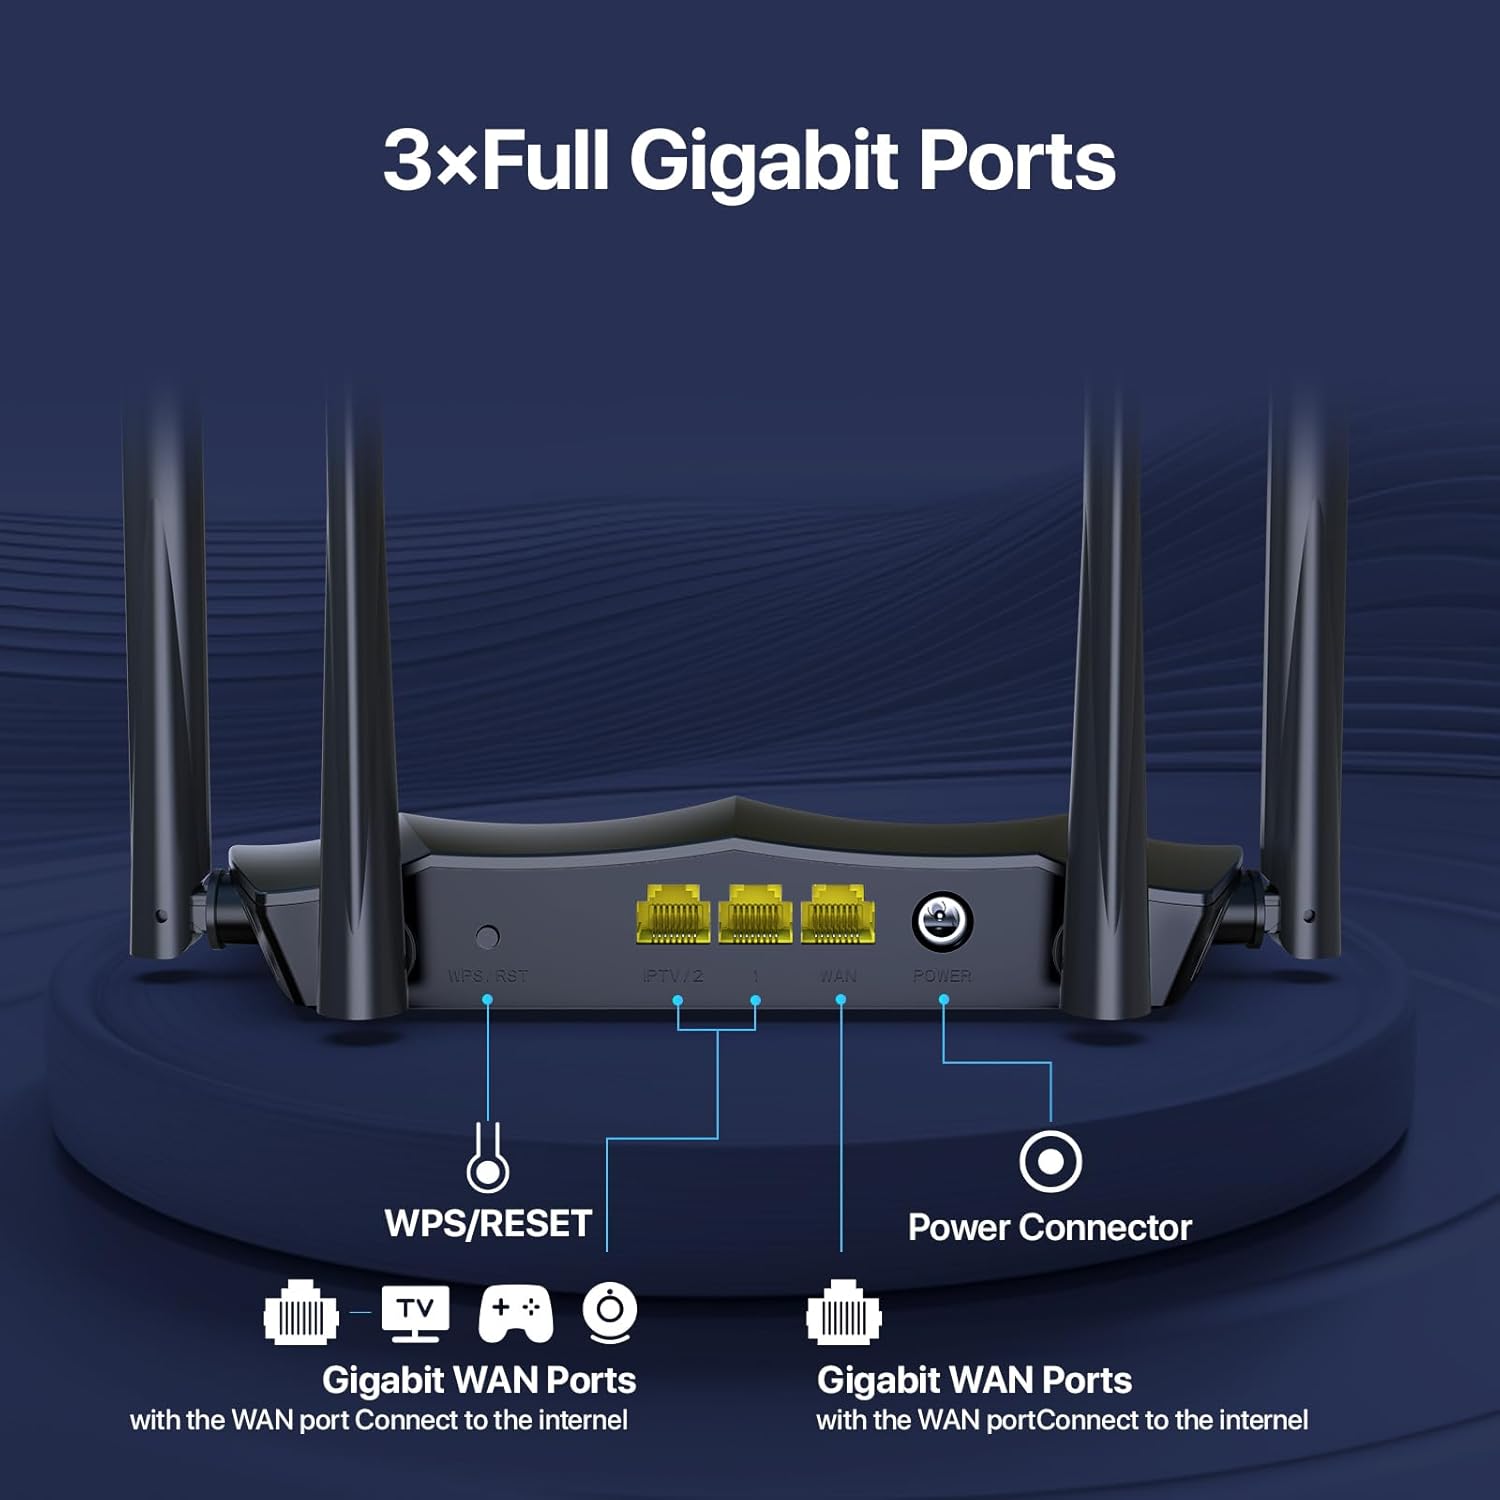 3×Full Gigabit Ports
WPS/RST IPTV/2 1 WAN POWER
WPS/RESET
Power Connector
TV
Gigabit WAN Ports
with the WAN port Connect to the internel
Gigabit WAN Ports
with the WAN portConnect to the internel